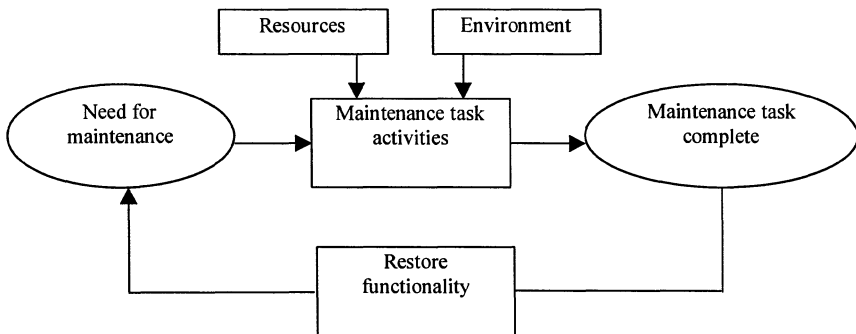 Resources
Environment
Need for
maintenance
Maintenance task
activities
Maintenance task
complete
Restore
functionality